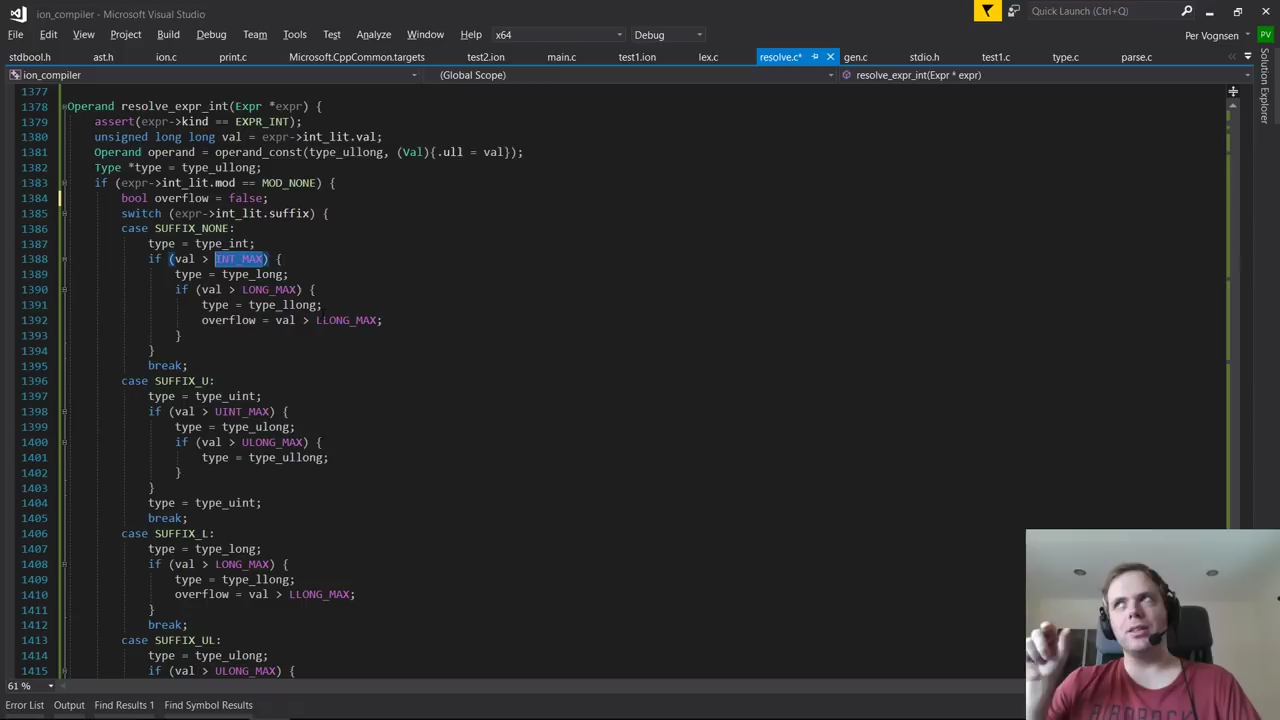 ion_compiler - Microsoft Visual Studio
Quick Launch (Ctrl+Q)
File Edit View Project Build Debug Team Tools Test Analyze Window Help x64 Debug Per Vognsen PV
stdbool.h ast.h ion.c print.c Microsoft.CppCommon.targets test2.ion main.c test1.ion lex.c resolve.c* gen.c stdio.h test1.c type.c parse.c
ion_compiler (Global Scope) resolve_expr_int(Expr * expr)
Solution Explorer
1377
1378 Operand resolve_expr_int(Expr *expr) {
1379 assert(expr->kind == EXPR_INT);
1380 unsigned long long val = expr->int_lit.val;
1381 Operand operand = operand_const(type_ullong, (Val){.ull = val});
1382 Type *type = type_ullong;
1383 if (expr->int_lit.mod == MOD_NONE) {
1384 bool overflow = false;
1385 switch (expr->int_lit.suffix) {
1386 case SUFFIX_NONE:
1387 type = type_int;
1388 if (val > INT_MAX) {
1389 type = type_long;
1390 if (val > LONG_MAX) {
1391 type = type_llong;
1392 overflow = val > LLONG_MAX;
1393 }
1394 }
1395 break;
1396 case SUFFIX_U:
1397 type = type_uint;
1398 if (val > UINT_MAX) {
1399 type = type_ulong;
1400 if (val > ULONG_MAX) {
1401 type = type_ullong;
1402 }
1403 }
1404 type = type_uint;
1405 break;
1406 case SUFFIX_L:
1407 type = type_long;
1408 if (val > LONG_MAX) {
1409 type = type_llong;
1410 overflow = val > LLONG_MAX;
1411 }
1412 break;
1413 case SUFFIX_UL:
1414 type = type_ulong;
1415 if (val > ULONG_MAX) {
61 %
Error List Output Find Results 1 Find Symbol Results